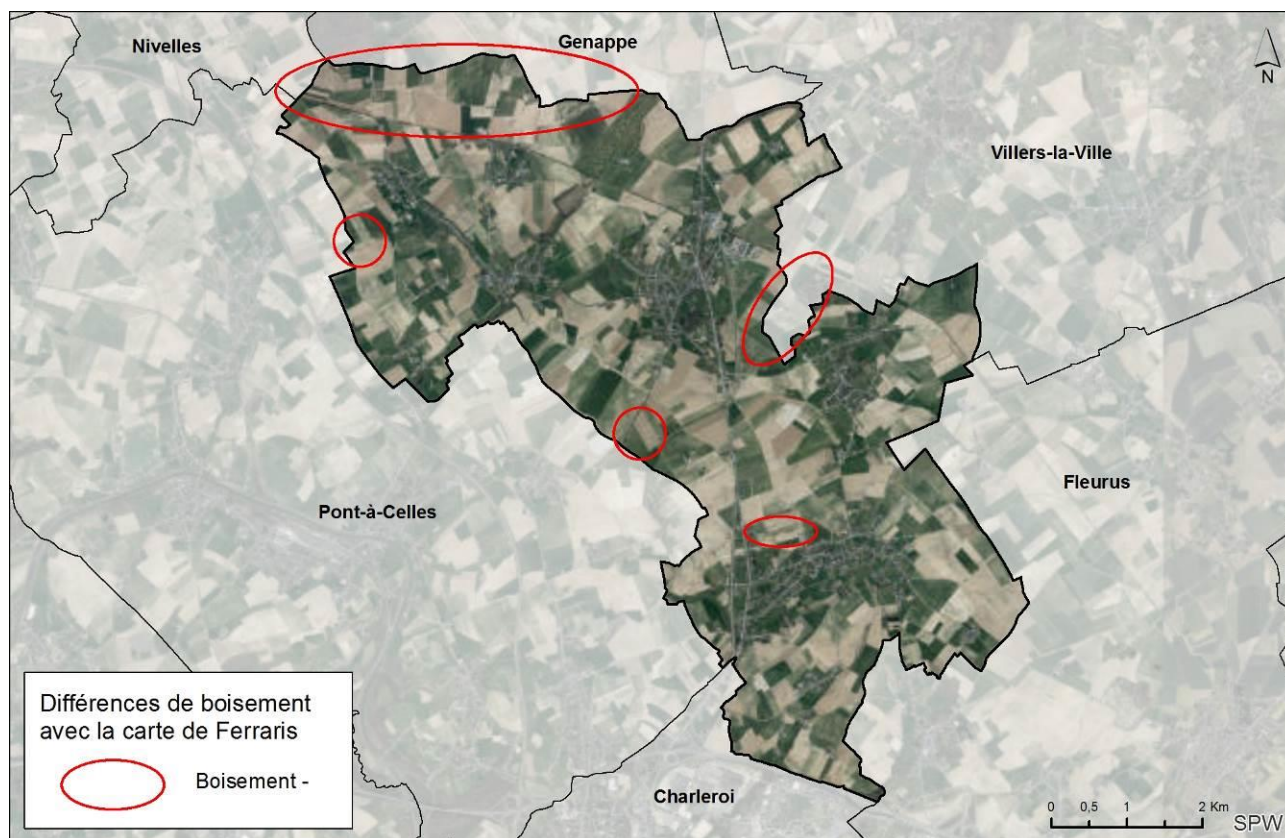 Nivelles
Genappe
N
Villers-la-Ville
Fleurus
Pont-à-Celles
Différences de boisement
avec la carte de Ferraris
Boisement -
Charleroi
0 0,5 1 2 Km
SPW